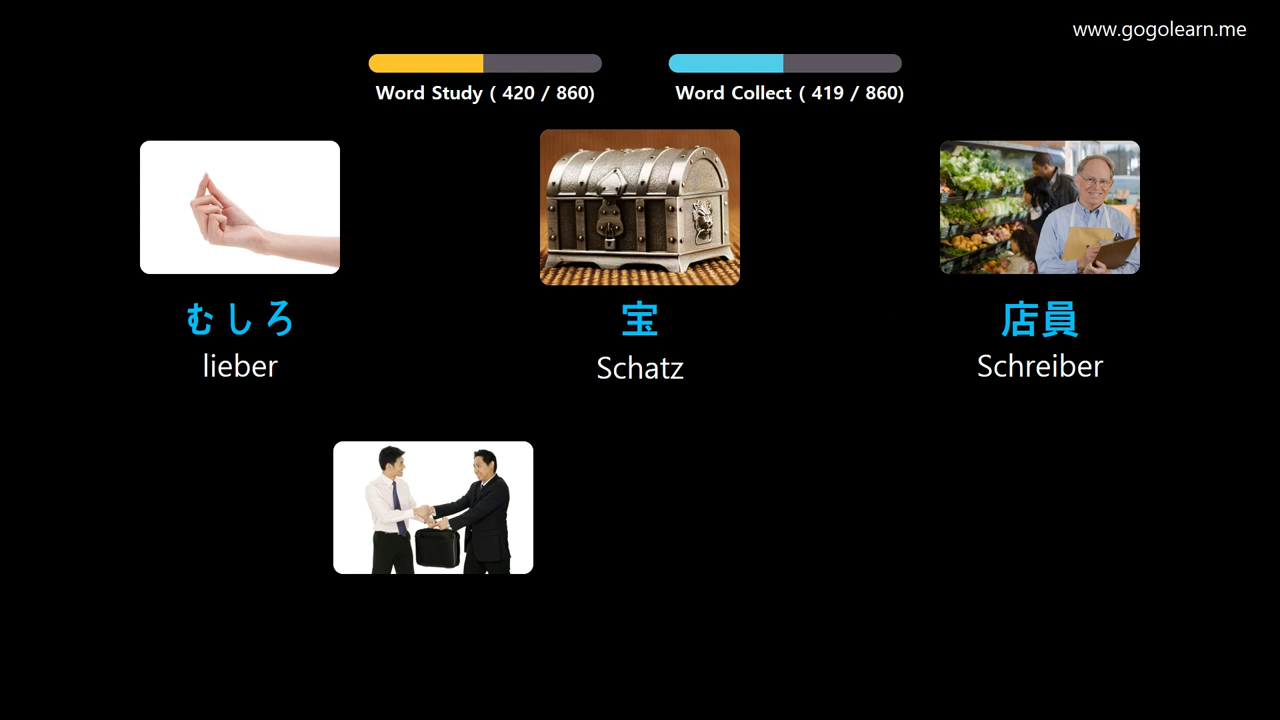 www.gogolearn.me
Word Study ( 420 / 860)
Word Collect ( 419 / 860)
むしろ
lieber
宝
Schatz
店員
Schreiber